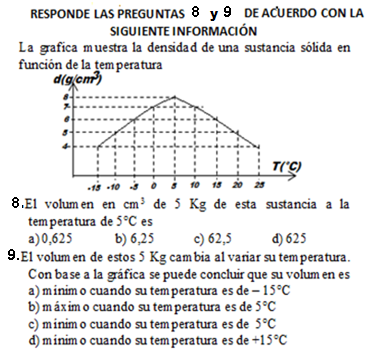 RESPONDE LAS PREGUNTAS 8 y 9 DE ACUERDO CON LA
SIGUIENTE INFORMACIÓN
La grafica muestra la densidad de una sustancia sólida en
función de la temperatura
d(g/cm³)
8
7
6
5
4
-15 -10 -5 0 5 10 15 20 25
T(°C)
8.El volumen en cm³ de 5 Kg de esta sustancia a la
temperatura de 5°C es
a) 0,625 b) 6,25 c) 62,5 d) 625
9.El volumen de estos 5 Kg cambia al variar su temperatura.
Con base a la gráfica se puede concluir que su volumen es
a) mínimo cuando su temperatura es de – 15°C
b) máximo cuando su temperatura es de 5°C
c) mínimo cuando su temperatura es de 5°C
d) mínimo cuando su temperatura es de +15°C